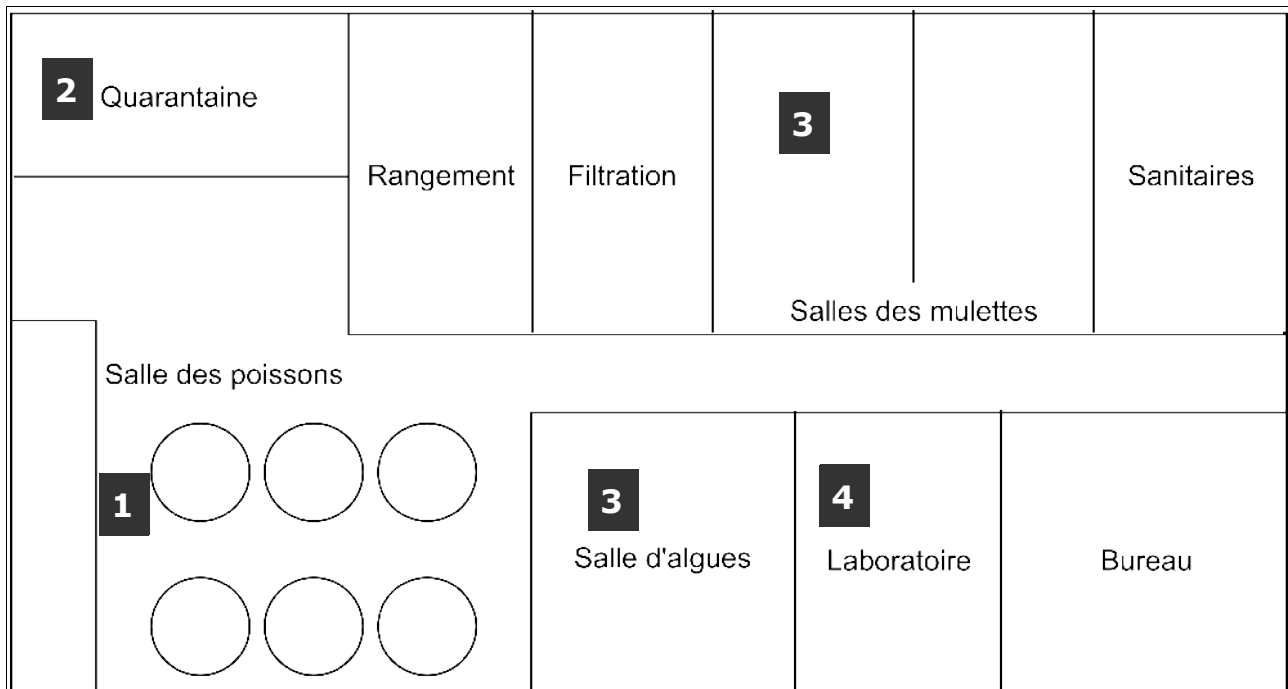 2 Quarantaine
3
Rangement
Filtration
Sanitaires
Salles des mulettes
Salle des poissons
1
3
4
Salle d'algues
Laboratoire
Bureau